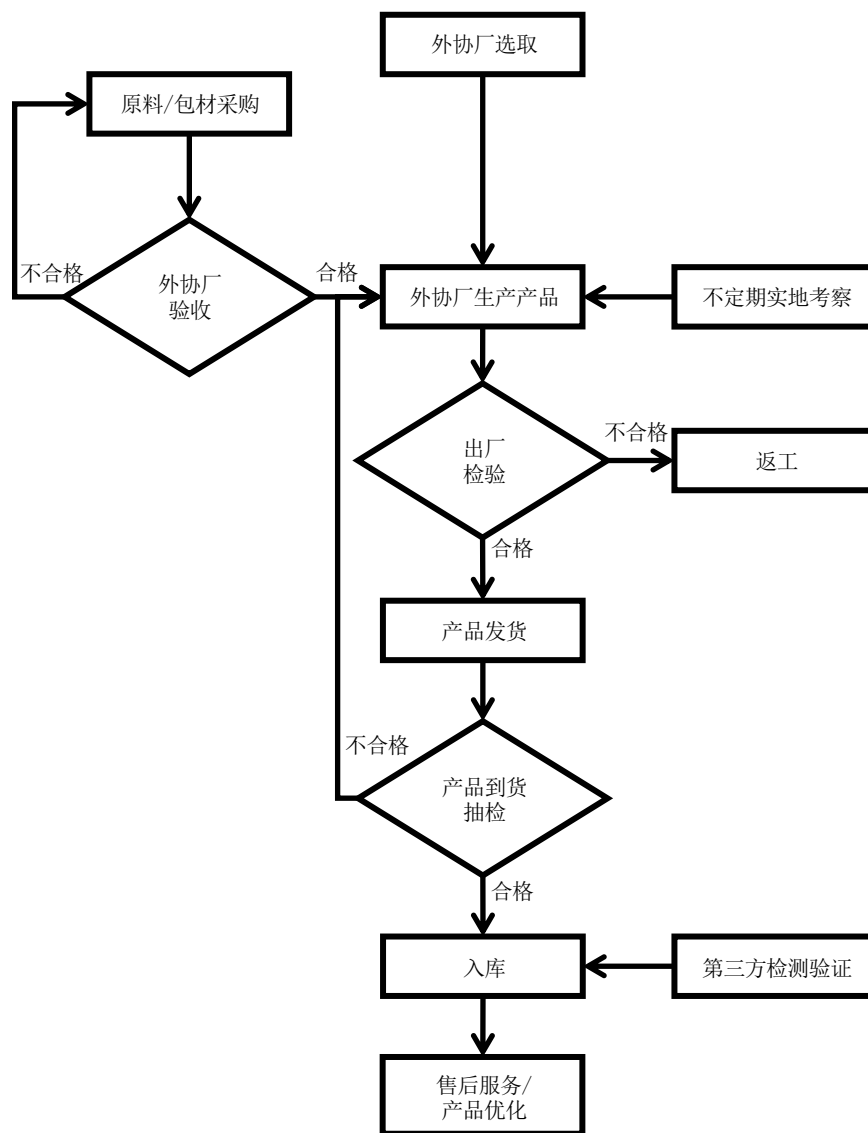 外协厂选取
原料/包材采购
不合格
外协厂
验收
合格
外协厂生产产品
不定期实地考察
出厂
检验
不合格
返工
合格
产品发货
不合格
产品到货
抽检
合格
入库
第三方检测验证
售后服务/
产品优化